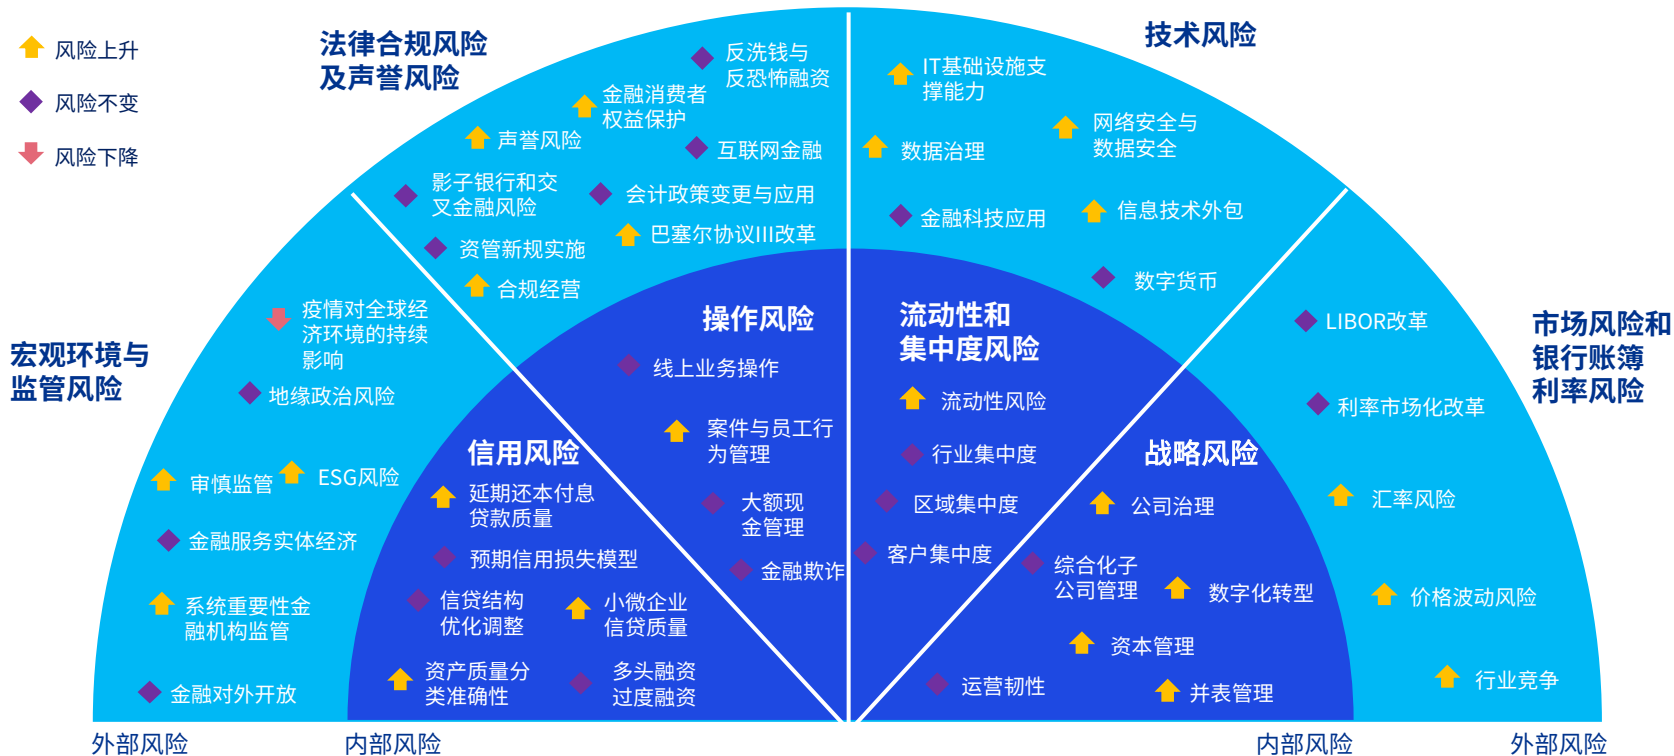 风险上升
风险不变
风险下降
法律合规风险
及声誉风险
反洗钱与
反恐怖融资
金融消费者
权益保护
声誉风险
互联网金融
影子银行和交
叉金融风险
会计政策变更与应用
巴塞尔协议III改革
资管新规实施
合规经营
技术风险
IT基础设施支
撑能力
网络安全与
数据安全
数据治理
金融科技应用
信息技术外包
数字货币
宏观环境与
监管风险
疫情对全球经
济环境的持续
影响
地缘政治风险
审慎监管
ESG风险
金融服务实体经济
系统重要性金
融机构监管
金融对外开放
信用风险
延期还本付息
贷款质量
预期信用损失模型
信贷结构
优化调整
小微企业
信贷质量
资产质量分
类准确性
多头融资
过度融资
操作风险
线上业务操作
案件与员工行
为管理
大额现
金管理
金融欺诈
流动性和
集中度风险
流动性风险
行业集中度
区域集中度
客户集中度
战略风险
公司治理
综合化子
公司管理
数字化转型
资本管理
运营韧性
并表管理
市场风险和
银行账簿
利率风险
LIBOR改革
利率市场化改革
汇率风险
价格波动风险
行业竞争
外部风险
内部风险
内部风险
外部风险